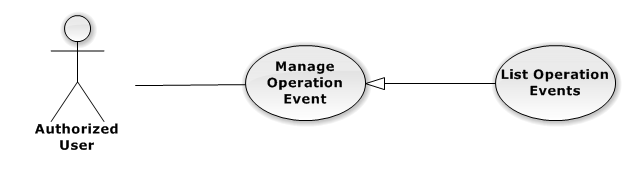 Authorized
User
Manage
Operation
Event
List Operation
Events